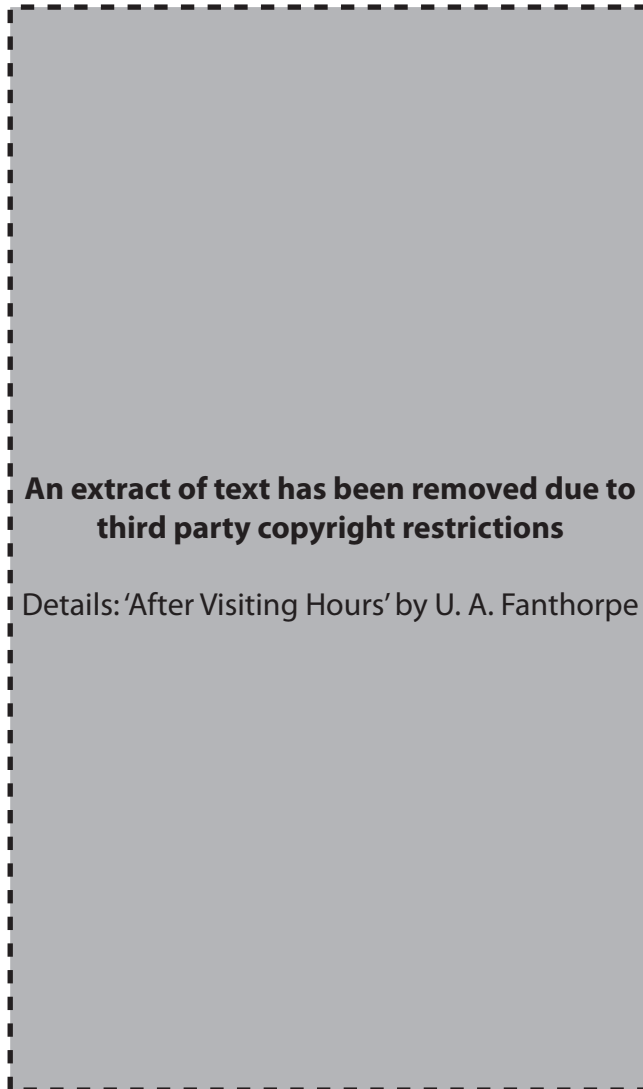 An extract of text has been removed due to
third party copyright restrictions
Details: ‘After Visiting Hours’ by U. A. Fanthorpe